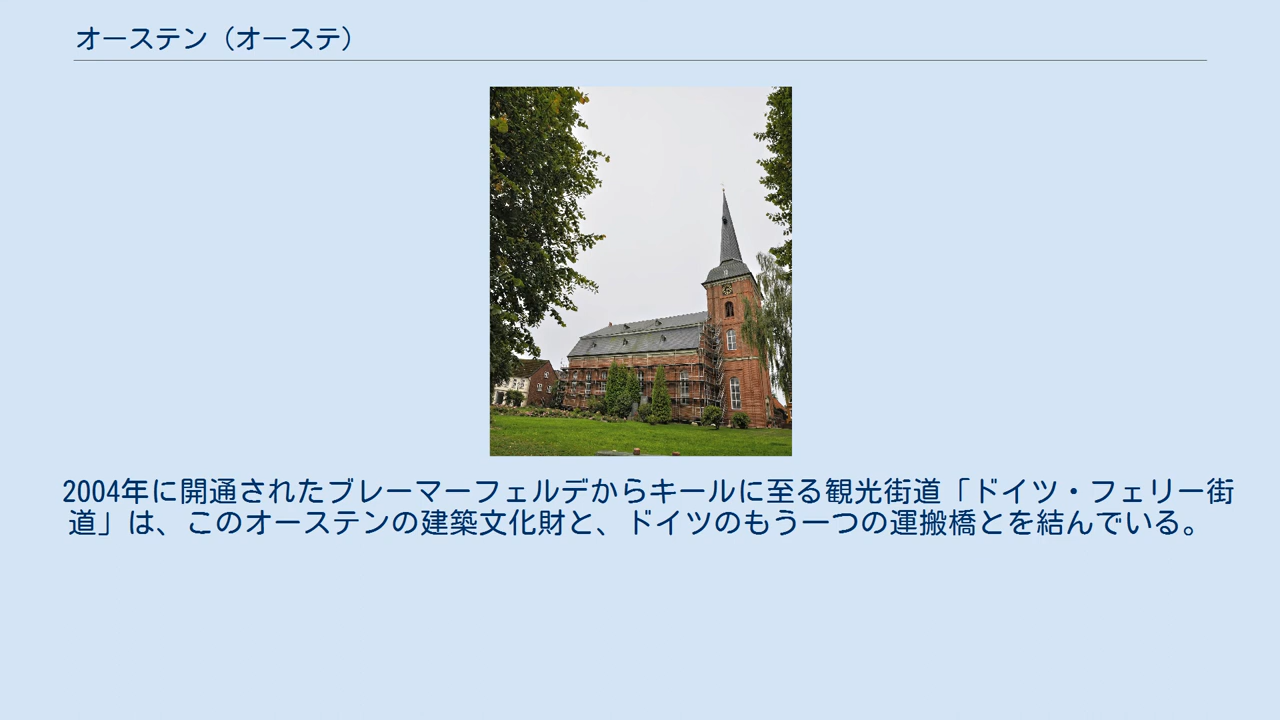 オーステン（オーステ）
2004年に開通されたブレーマーフェルデからキールに至る観光街道「ドイツ・フェリー街
道」は、このオーステンの建築文化財と、ドイツのもう一つの運搬橋とを結んでいる。